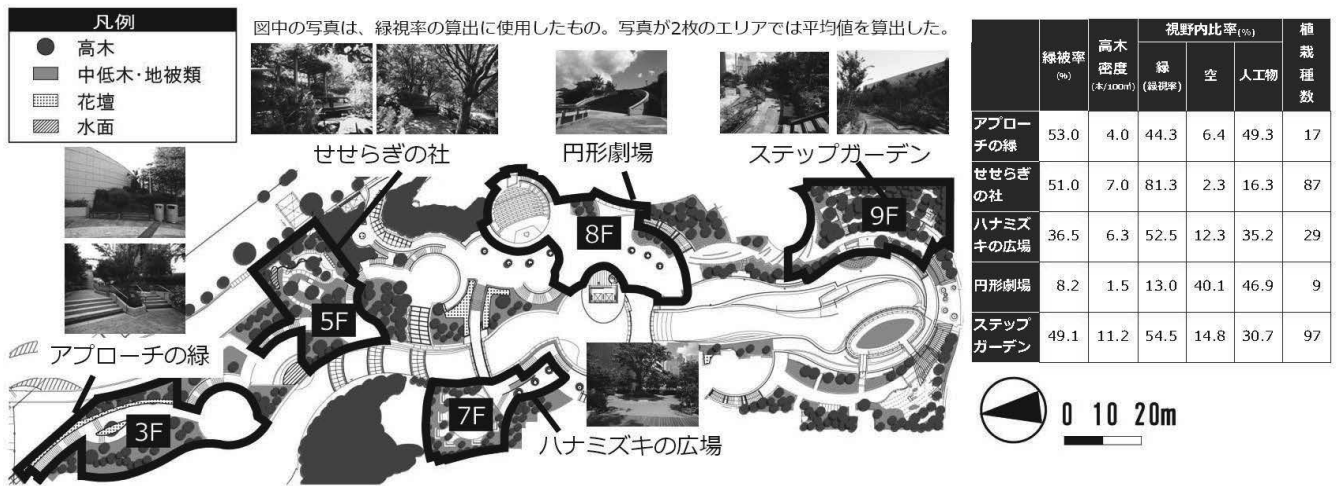 凡例
高木
中低木・地被類
花壇
水面
図中の写真は、緑視率の算出に使用したもの。写真が2枚のエリアでは平均値を算出した。
せせらぎの社
円形劇場
ステップガーデン
アプローチの緑
ハナミズキの広場
3F
5F
7F
8F
9F
緑被率(%) 高木密度(本/100㎡) 視野内比率(%) 植栽種数
緑(緑視率) 空 人工物
アプローチの緑 53.0 4.0 44.3 6.4 49.3 17
せせらぎの社 51.0 7.0 81.3 2.3 16.3 87
ハナミズキの広場 36.5 6.3 52.5 12.3 35.2 29
円形劇場 8.2 1.5 13.0 40.1 46.9 9
ステップガーデン 49.1 11.2 54.5 14.8 30.7 97
0 10 20m